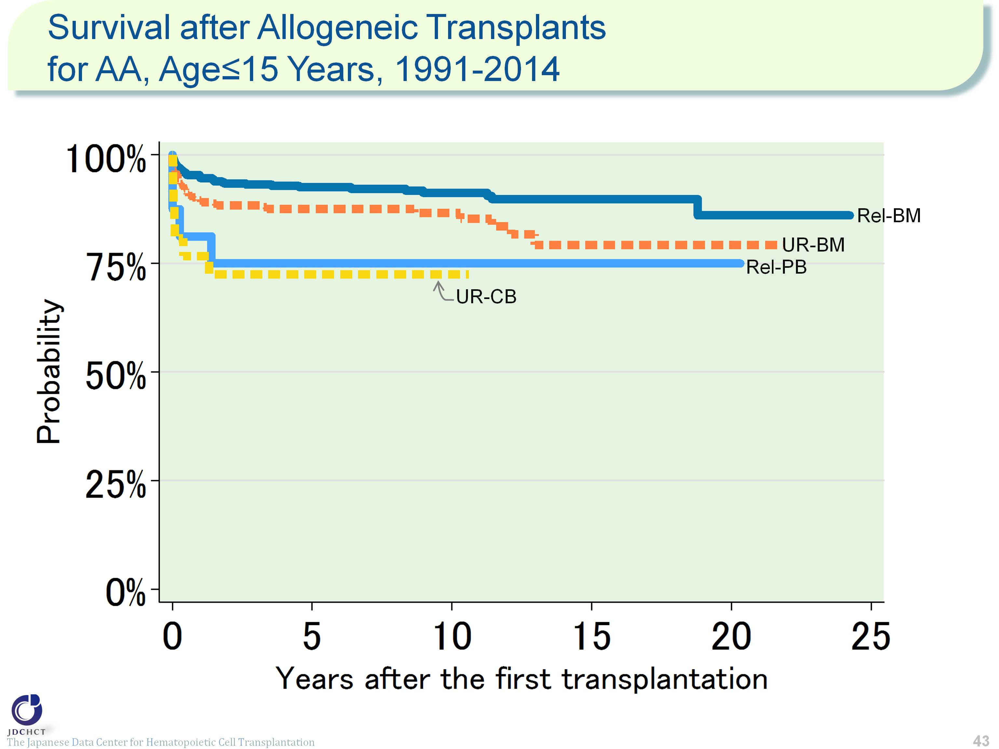 Survival after Allogeneic Transplants
for AA, Age≤15 Years, 1991-2014
100%
75%
50%
25%
0%
Probability
Rel-BM
UR-BM
Rel-PB
UR-CB
0 5 10 15 20 25
Years after the first transplantation
JDCHCT
The Japanese Data Center for Hematopoietic Cell Transplantation
43